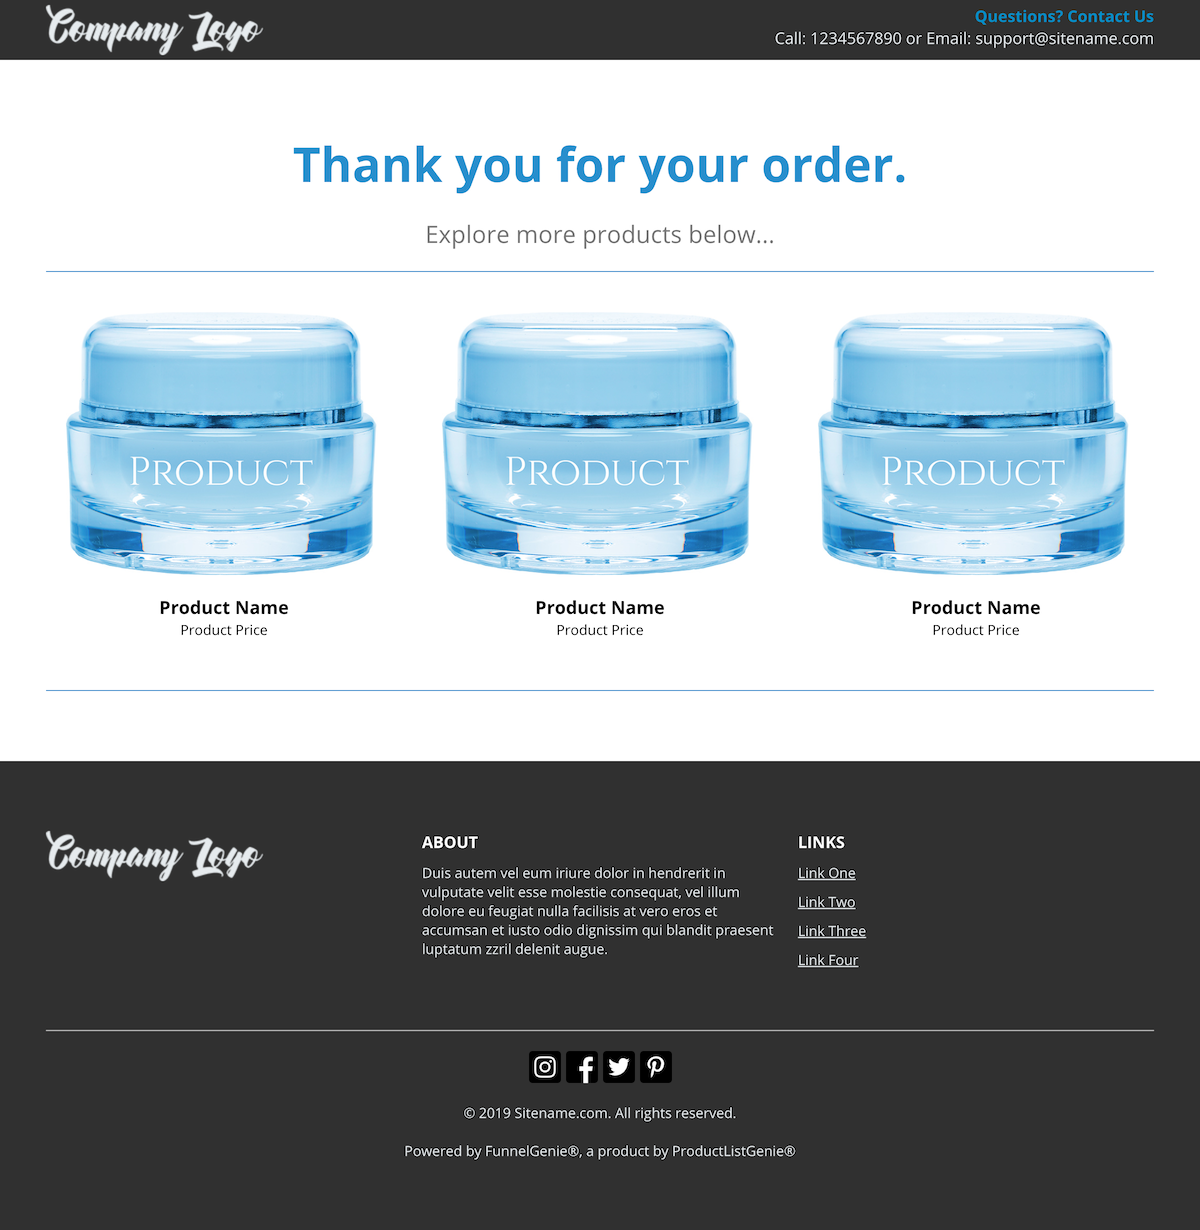 Company Logo
Questions? Contact Us
Call: 1234567890 or Email: support@sitename.com
Thank you for your order.
Explore more products below...
PRODUCT
PRODUCT
PRODUCT
Product Name
Product Price
Product Name
Product Price
Product Name
Product Price
Company Logo
ABOUT
Duis autem vel eum iriure dolor in hendrerit in
vulputate velit esse molestie consequat, vel illum
dolore eu feugiat nulla facilisis at vero eros et
accumsan et iusto odio dignissim qui blandit praesent
luptatum zzril delenit augue.
LINKS
Link One
Link Two
Link Three
Link Four
© 2019 Sitename.com. All rights reserved.
Powered by FunnelGenie®, a product by ProductListGenie®